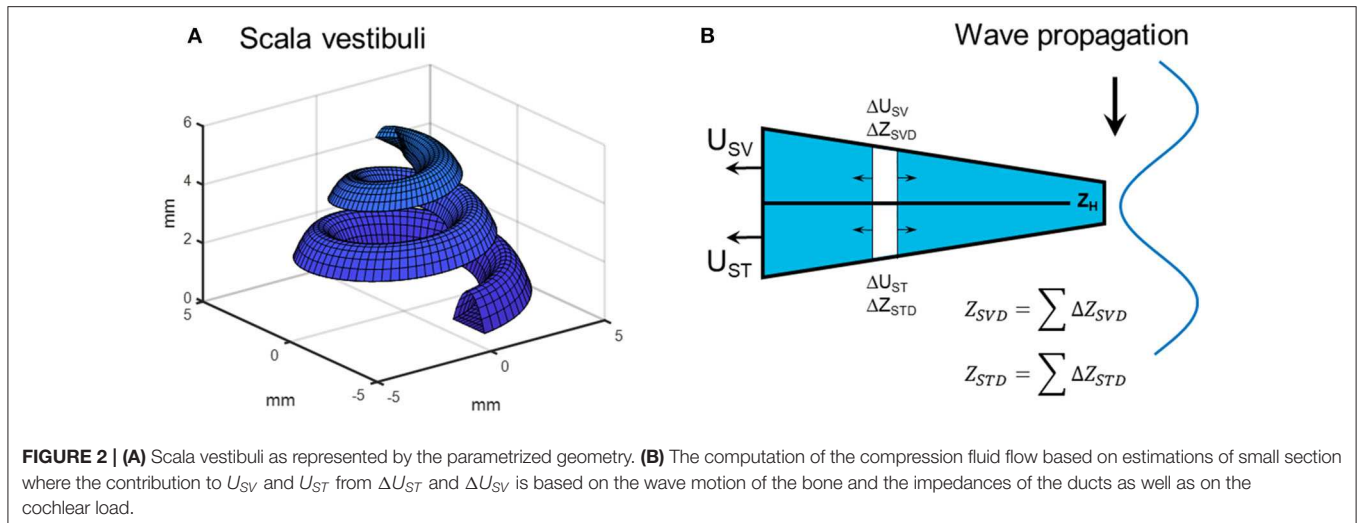 A Scala vestibuli
6
4
2
0
mm
5
0
-5
mm
-5
0
5
mm
B Wave propagation
ΔU_SV
ΔZ_SVD
U_SV
Z_H
U_ST
ΔU_ST
ΔZ_STD
Z_SVD = ∑ ΔZ_SVD
Z_STD = ∑ ΔZ_STD
FIGURE 2 | (A) Scala vestibuli as represented by the parametrized geometry. (B) The computation of the compression fluid flow based on estimations of small section
where the contribution to U_SV and U_ST from ΔU_ST and ΔU_SV is based on the wave motion of the bone and the impedances of the ducts as well as on the
cochlear load.